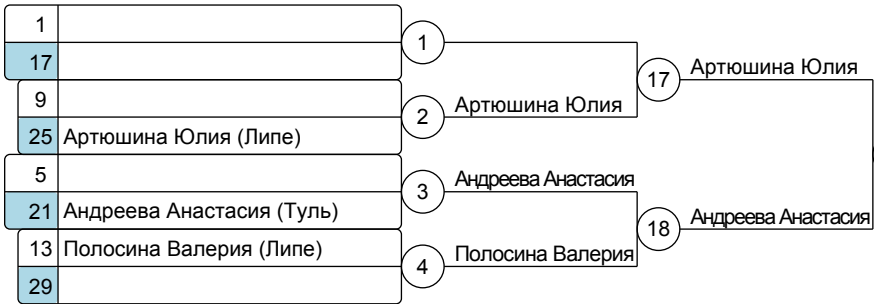 1
17
9
25 Артюшина Юлия (Липе)
5
21 Андреева Анастасия (Туль)
13 Полосина Валерия (Липе)
29
1
2
3
4
Артюшина Юлия
Андреева Анастасия
Полосина Валерия
17
18
Артюшина Юлия
Андреева Анастасия